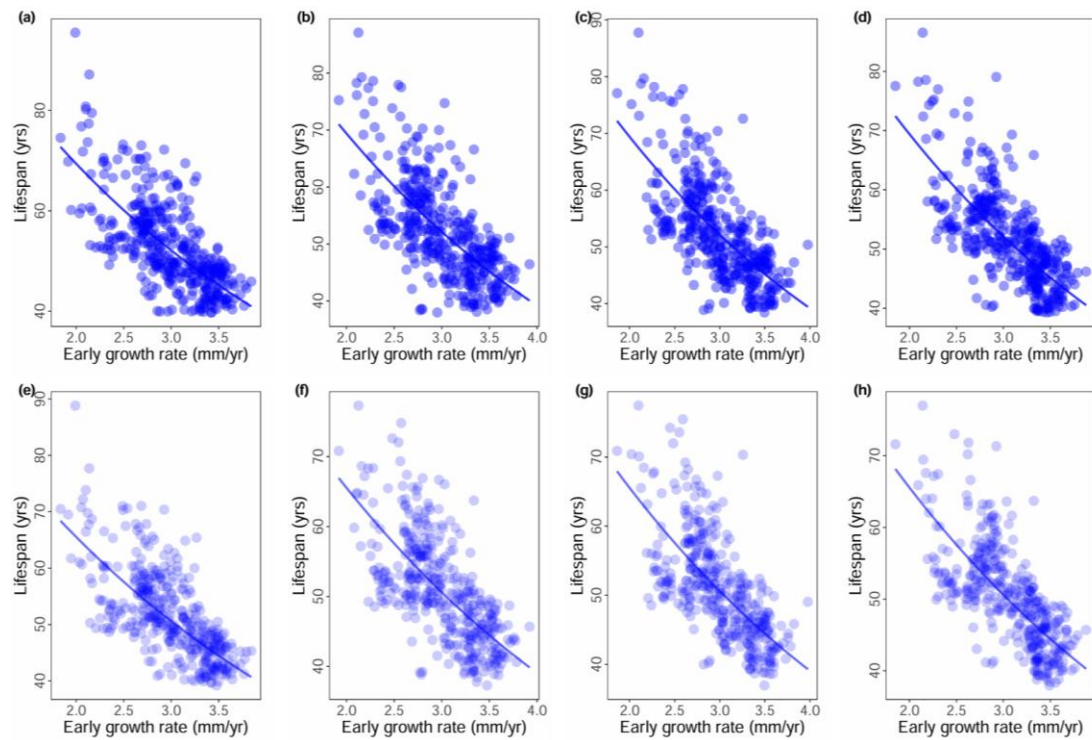 (a) (b) (c) (d)
Lifespan (yrs) Lifespan (yrs) Lifespan (yrs) Lifespan (yrs)
80 60 40
90 80 70 60 50 40
90 80 70 60 50 40
90 80 70 60 50 40
2.0 2.5 3.0 3.5 2.0 2.5 3.0 3.5 4.0 2.0 2.5 3.0 3.5 4.0 2.0 2.5 3.0 3.5
Early growth rate (mm/yr) Early growth rate (mm/yr) Early growth rate (mm/yr) Early growth rate (mm/yr)
(e) (f) (g) (h)
Lifespan (yrs) Lifespan (yrs) Lifespan (yrs) Lifespan (yrs)
90 80 70 60 50 40
70 60 50 40
70 60 50 40
70 60 50 40
2.0 2.5 3.0 3.5 2.0 2.5 3.0 3.5 4.0 2.0 2.5 3.0 3.5 4.0 2.0 2.5 3.0 3.5
Early growth rate (mm/yr) Early growth rate (mm/yr) Early growth rate (mm/yr) Early growth rate (mm/yr)